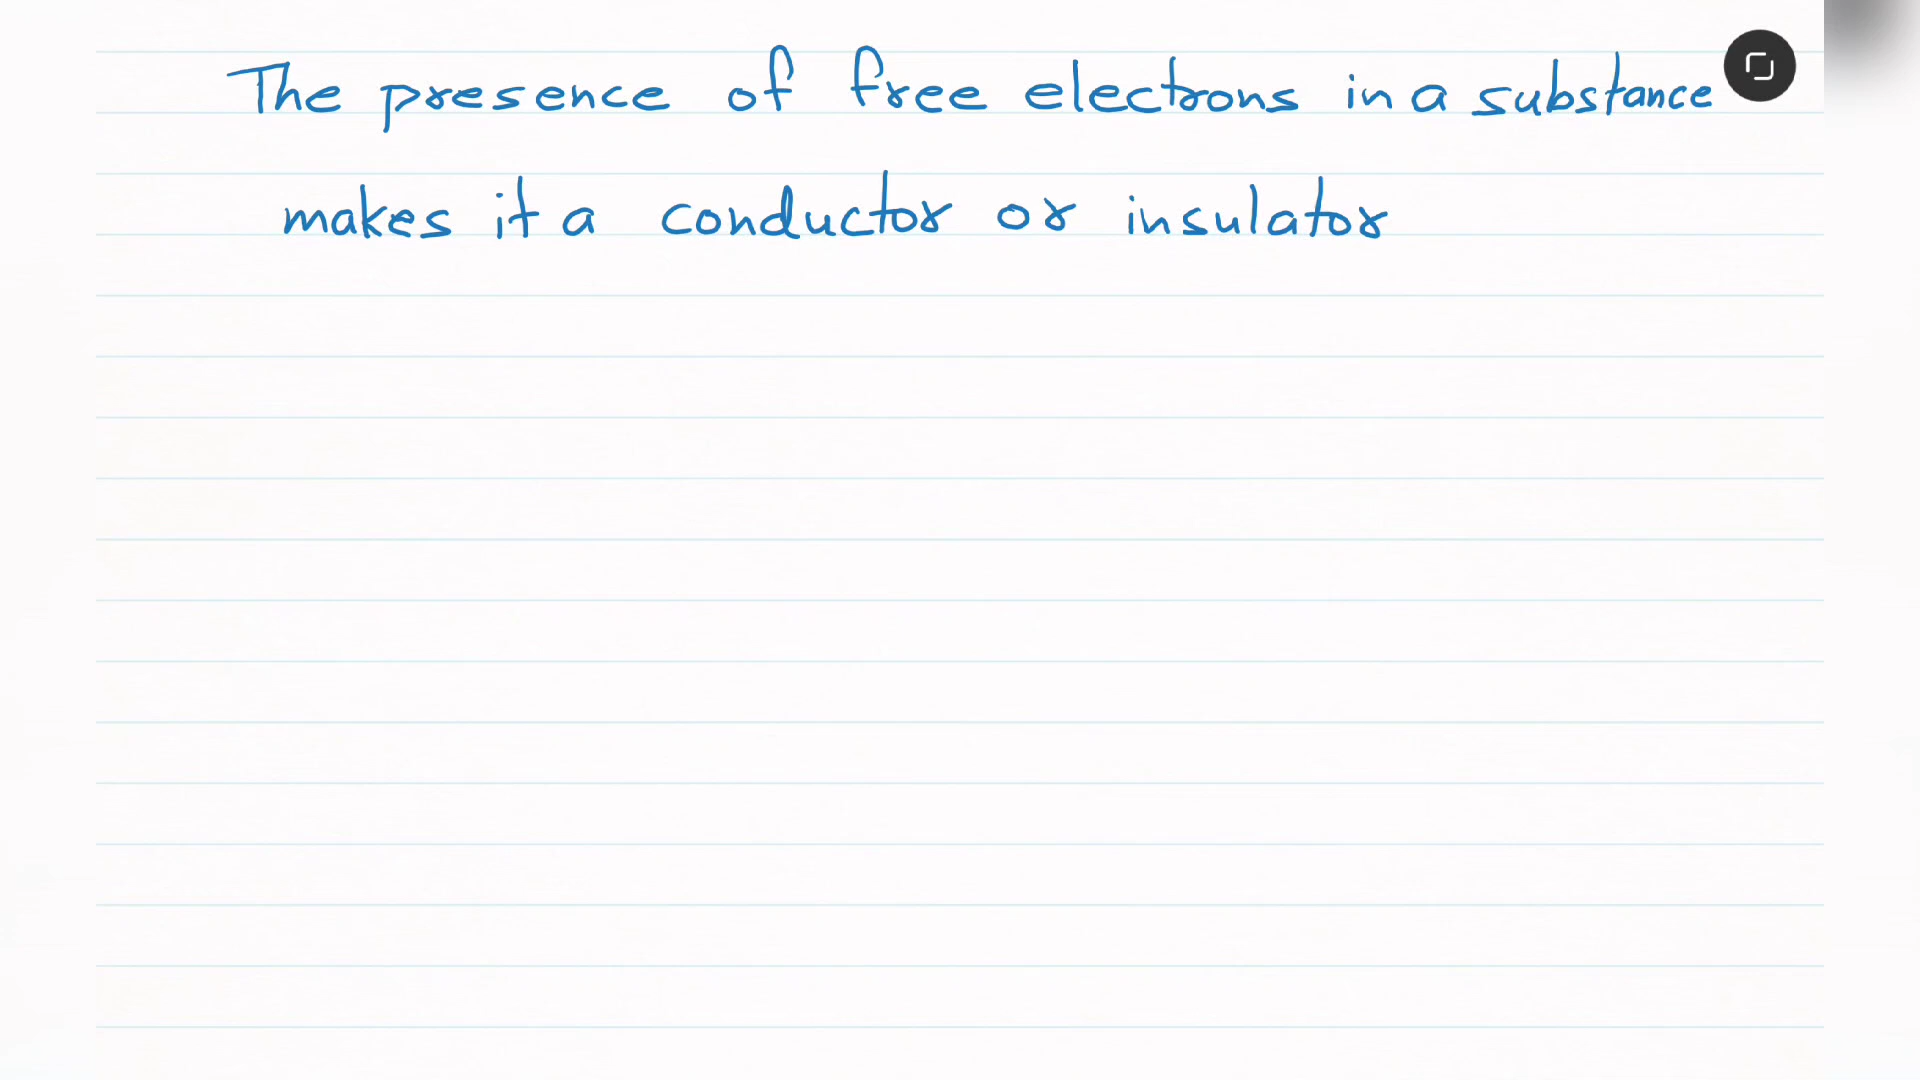 The presence of free electrons in a substance
makes it a conductor or insulator